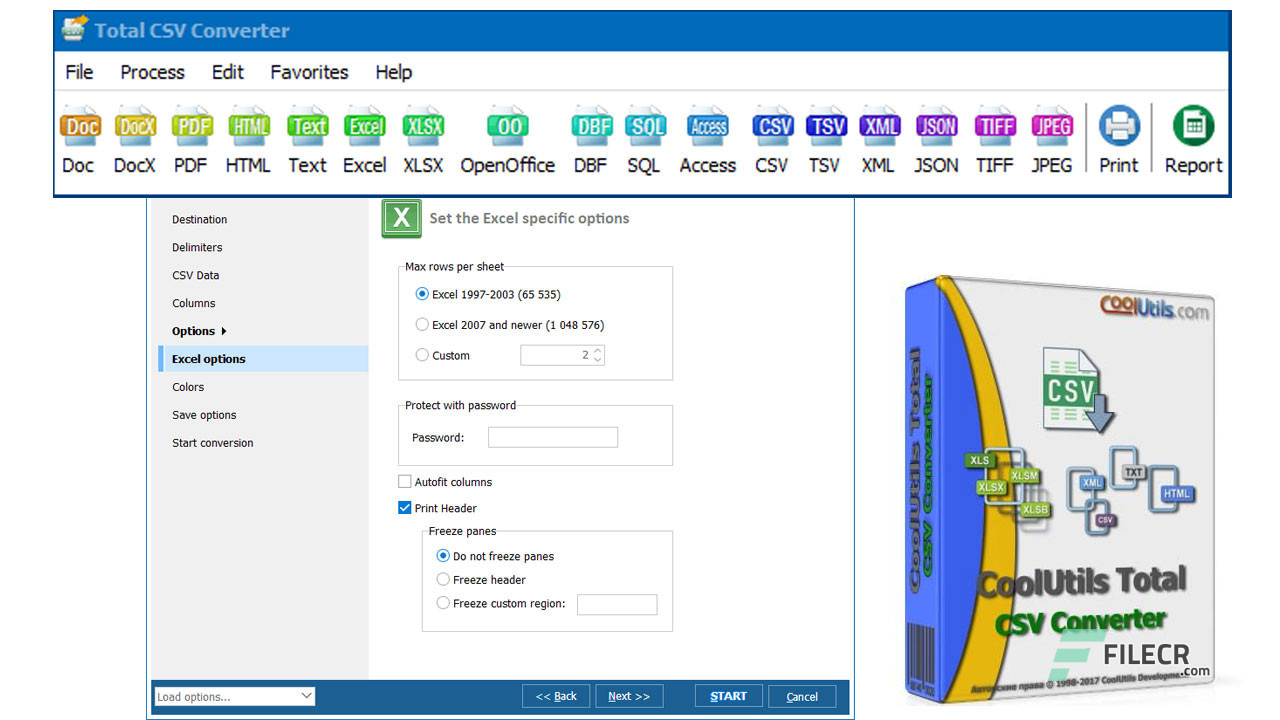 Total CSV Converter
File Process Edit Favorites Help
Doc DocX PDF HTML Text Excel XLSX OO DBF SQL Access CSV TSV XML JSON TIFF JPEG
Doc DocX PDF HTML Text Excel XLSX OpenOffice DBF SQL Access CSV TSV XML JSON TIFF JPEG Print Report
Destination
Delimiters
CSV Data
Columns
Options
Excel options
Colors
Save options
Start conversion
X Set the Excel specific options
Max rows per sheet
Excel 1997-2003 (65 535)
Excel 2007 and newer (1 048 576)
Custom 2
Protect with password
Password:
Autofit columns
Print Header
Freeze panes
Do not freeze panes
Freeze header
Freeze custom region:
Load options...
<< Back Next >> START Cancel
CoolUtils Total
CSV Converter
CoolUtils.com
CSV
XLS
XLSX
XLSM
XLSB
XML
TXT
HTML
CSV
CoolUtils Total
CSV Converter
FILECR
.com
Авторские права © 1998-2017 CoolUtils